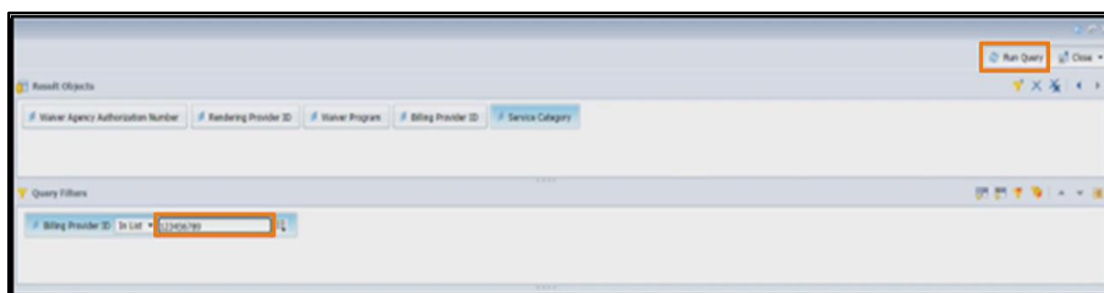 Run Query Close
Result Objects
Waiver Agency Authorization Number Rendering Provider ID Waiver Program Billing Provider ID Service Category
Query Filters
Billing Provider ID In List 123456789